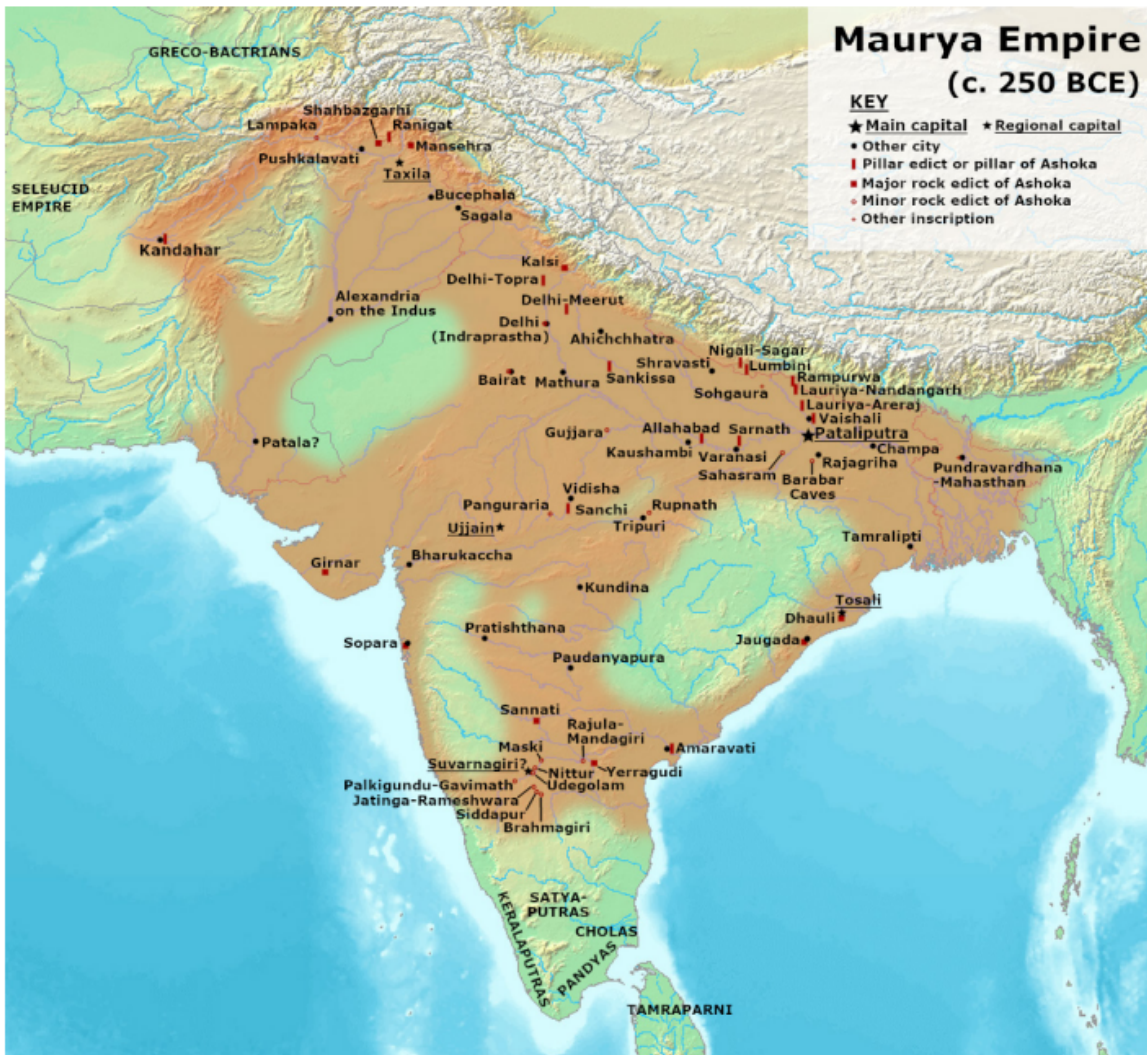 Maurya Empire
(c. 250 BCE)
KEY
Main capital
Regional capital
Other city
Pillar edict or pillar of Ashoka
Major rock edict of Ashoka
Minor rock edict of Ashoka
Other inscription
GRECO-BACTRIANS
Shahbazgarhi
Lampaka
Ranigat
Mansehra
Pushkalavati
Taxila
SELEUCID
EMPIRE
Bucephala
Sagala
Kandahar
Kalsi
Delhi-Topra
Alexandria
on the Indus
Delhi-Meerut
Delhi
(Indraprastha)
Ahichchhatra
Nigali-Sagar
Shravasti
Lumbini
Bairat
Mathura
Sankissa
Rampurwa
Sohgaura
Lauriya-Nandangarh
Lauriya-Areraj
Vaishali
Patala?
Gujjara
Allahabad
Sarnath
Pataliputra
Kaushambi
Varanasi
Champa
Sahasram
Rajagriha
Pundravardhana
-Mahasthan
Barabar
Caves
Vidisha
Panguraria
Sanchi
Rupnath
Ujjain
Tripuri
Tamralipti
Bharukaccha
Girnar
Kundina
Tosali
Dhauli
Sopara
Pratishthana
Jaugada
Paudanyapura
Sannati
Rajula-
Mandagiri
Maski
Amaravati
Suvarnagiri?
Nittur
Yerragudi
Palkigundu-Gavimath
Udegolam
Jatinga-Rameshwara
Siddapur
Brahmagiri
SATYA-
PUTRAS
KERALAPUTRAS
CHOLAS
PANDYAS
TAMRAPARNI